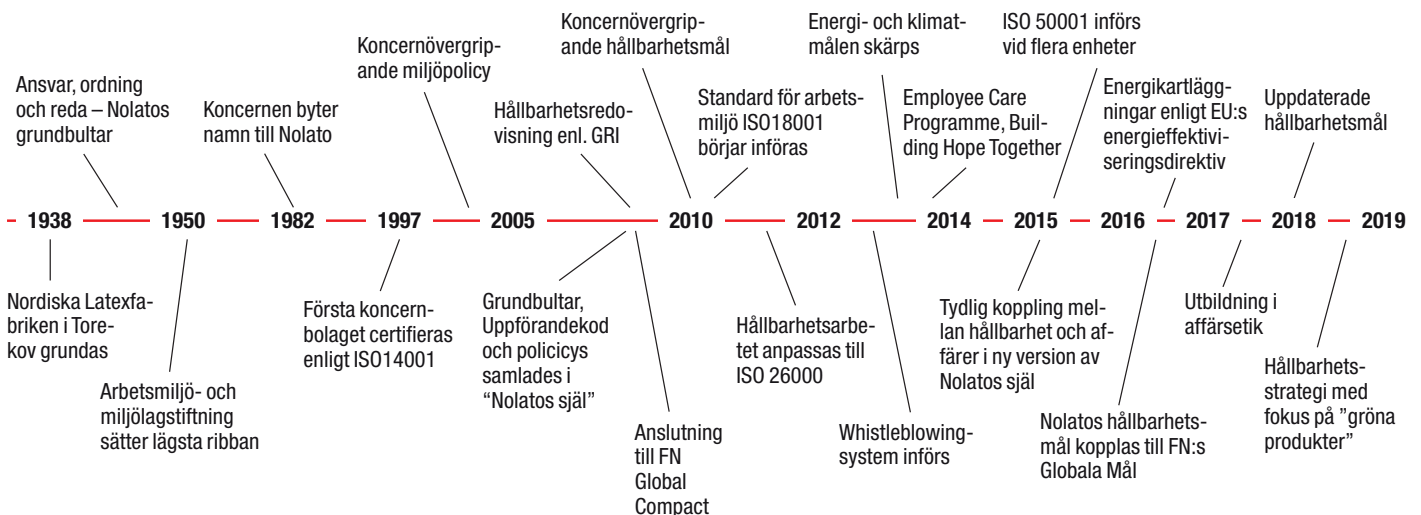 Ansvar, ordning
och reda – Nolatos
grundbultar
Koncernen byter
namn till Nolato
Koncernövergrip-
ande miljöpolicy
Hållbarhetsredo-
visning enl. GRI
Koncernövergrip-
ande hållbarhetsmål
Standard för arbets-
miljö ISO18001
börjar införas
Energi- och klimat-
målen skärps
Employee Care
Programme, Buil-
ding Hope Together
ISO 50001 införs
vid flera enheter
Energikartlägg-
ningar enligt EU:s
energieffektivi-
seringsdirektiv
Uppdaterade
hållbarhetsmål
1938 1950 1982 1997 2005 2010 2012 2014 2015 2016 2017 2018 2019
Nordiska Latexfa-
briken i Tore-
kov grundas
Arbetsmiljö- och
miljölagstiftning
sätter lägsta ribban
Första koncern-
bolaget certifieras
enligt ISO14001
Grundbultar,
Uppförandekod
och policicys
samlades i
“Nolatos själ”
Anslutning
till FN
Global
Compact
Hållbarhetsarbe-
tet anpassas till
ISO 26000
Whistleblowing-
system införs
Tydlig koppling mel-
lan hållbarhet och af-
färer i ny version av
Nolatos själ
Nolatos hållbarhets-
mål kopplas till FN:s
Globala Mål
Utbildning i
affärsetik
Hållbarhets-
strategi med
fokus på ”gröna
produkter”